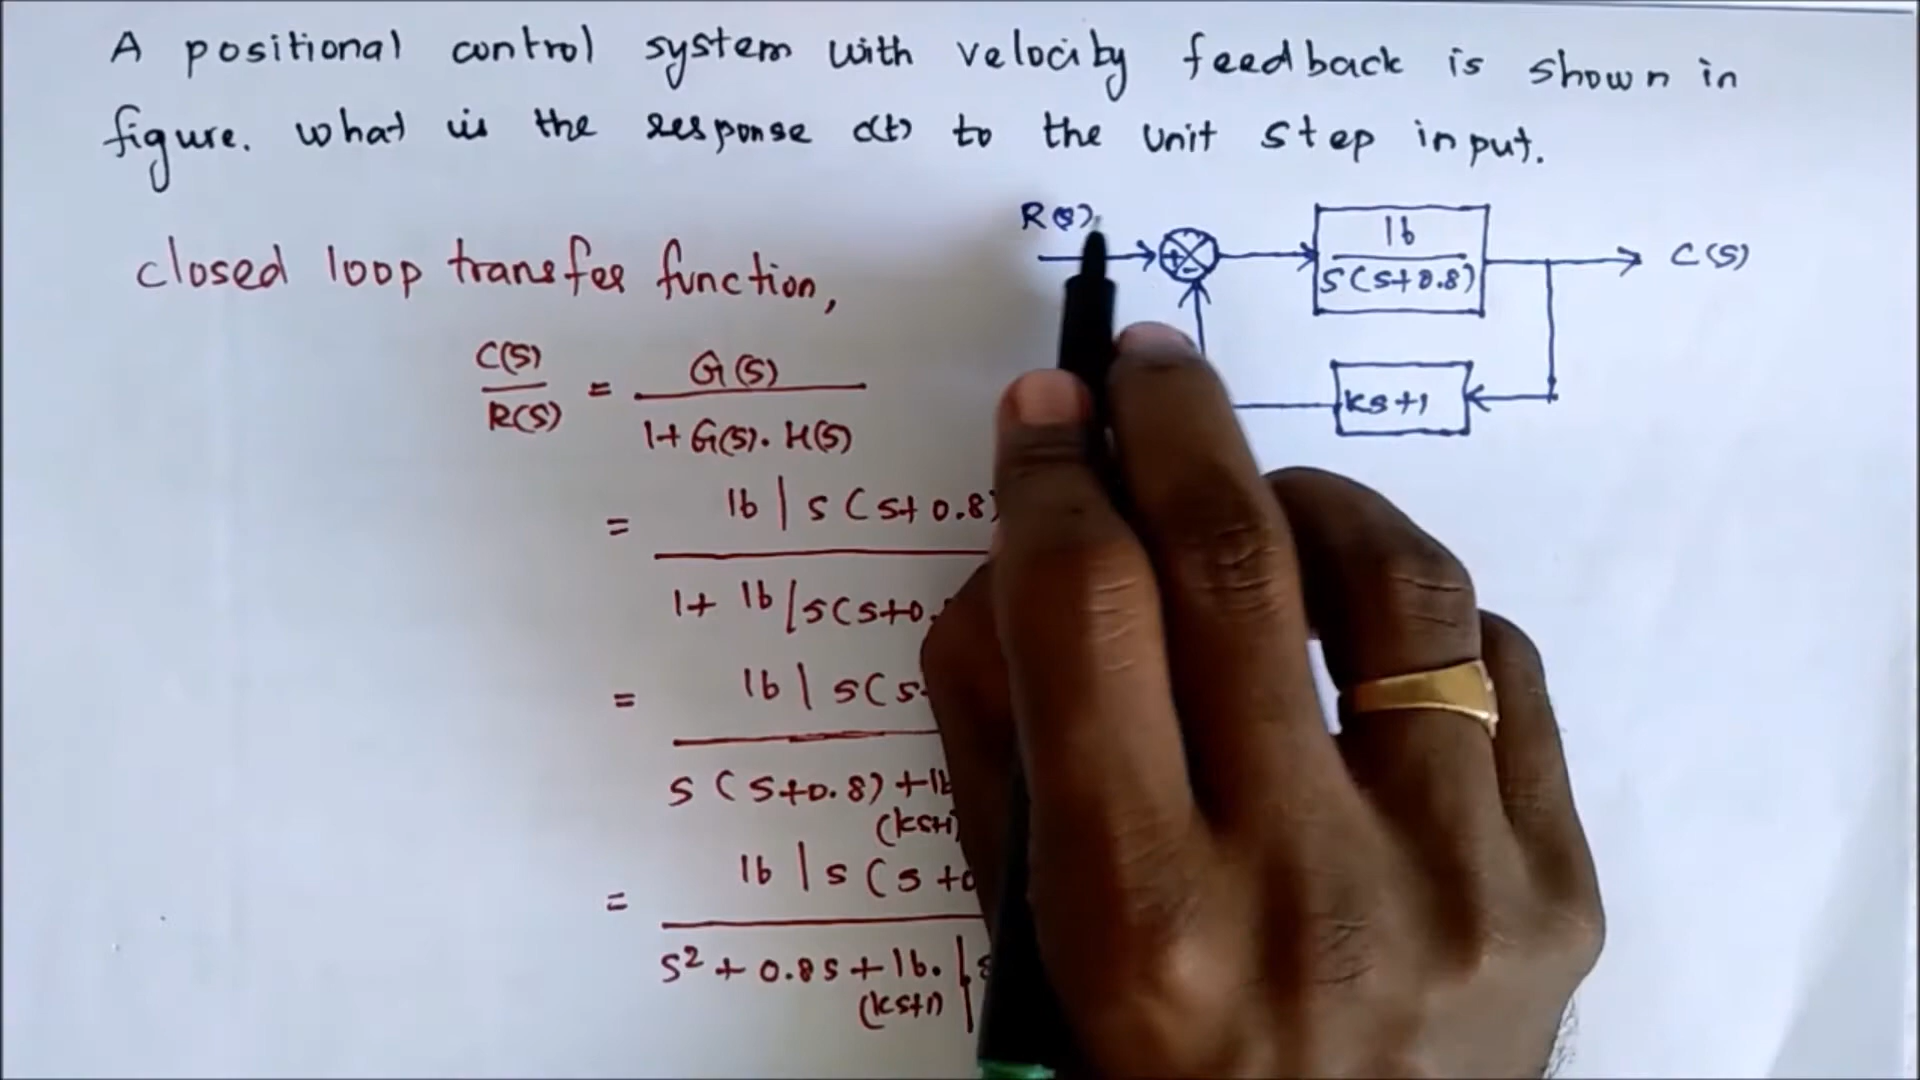 A positional control system with velocity feedback is shown in
figure. what is the response c(t) to the unit step input.
closed loop transfer function,
R(s)
16
S(S+0.8)
C(S)
ks+1
C(S)
R(S)
=
G(S)
1+ G(S). H(S)
=
16 | S (S+0.8)
1+ 16 /S(S+0.
=
16 | S(S
S (S+0.8) +16
(ks+1)
=
16 | S (S +0
S2 + 0.8S + 16.
(ks+1)